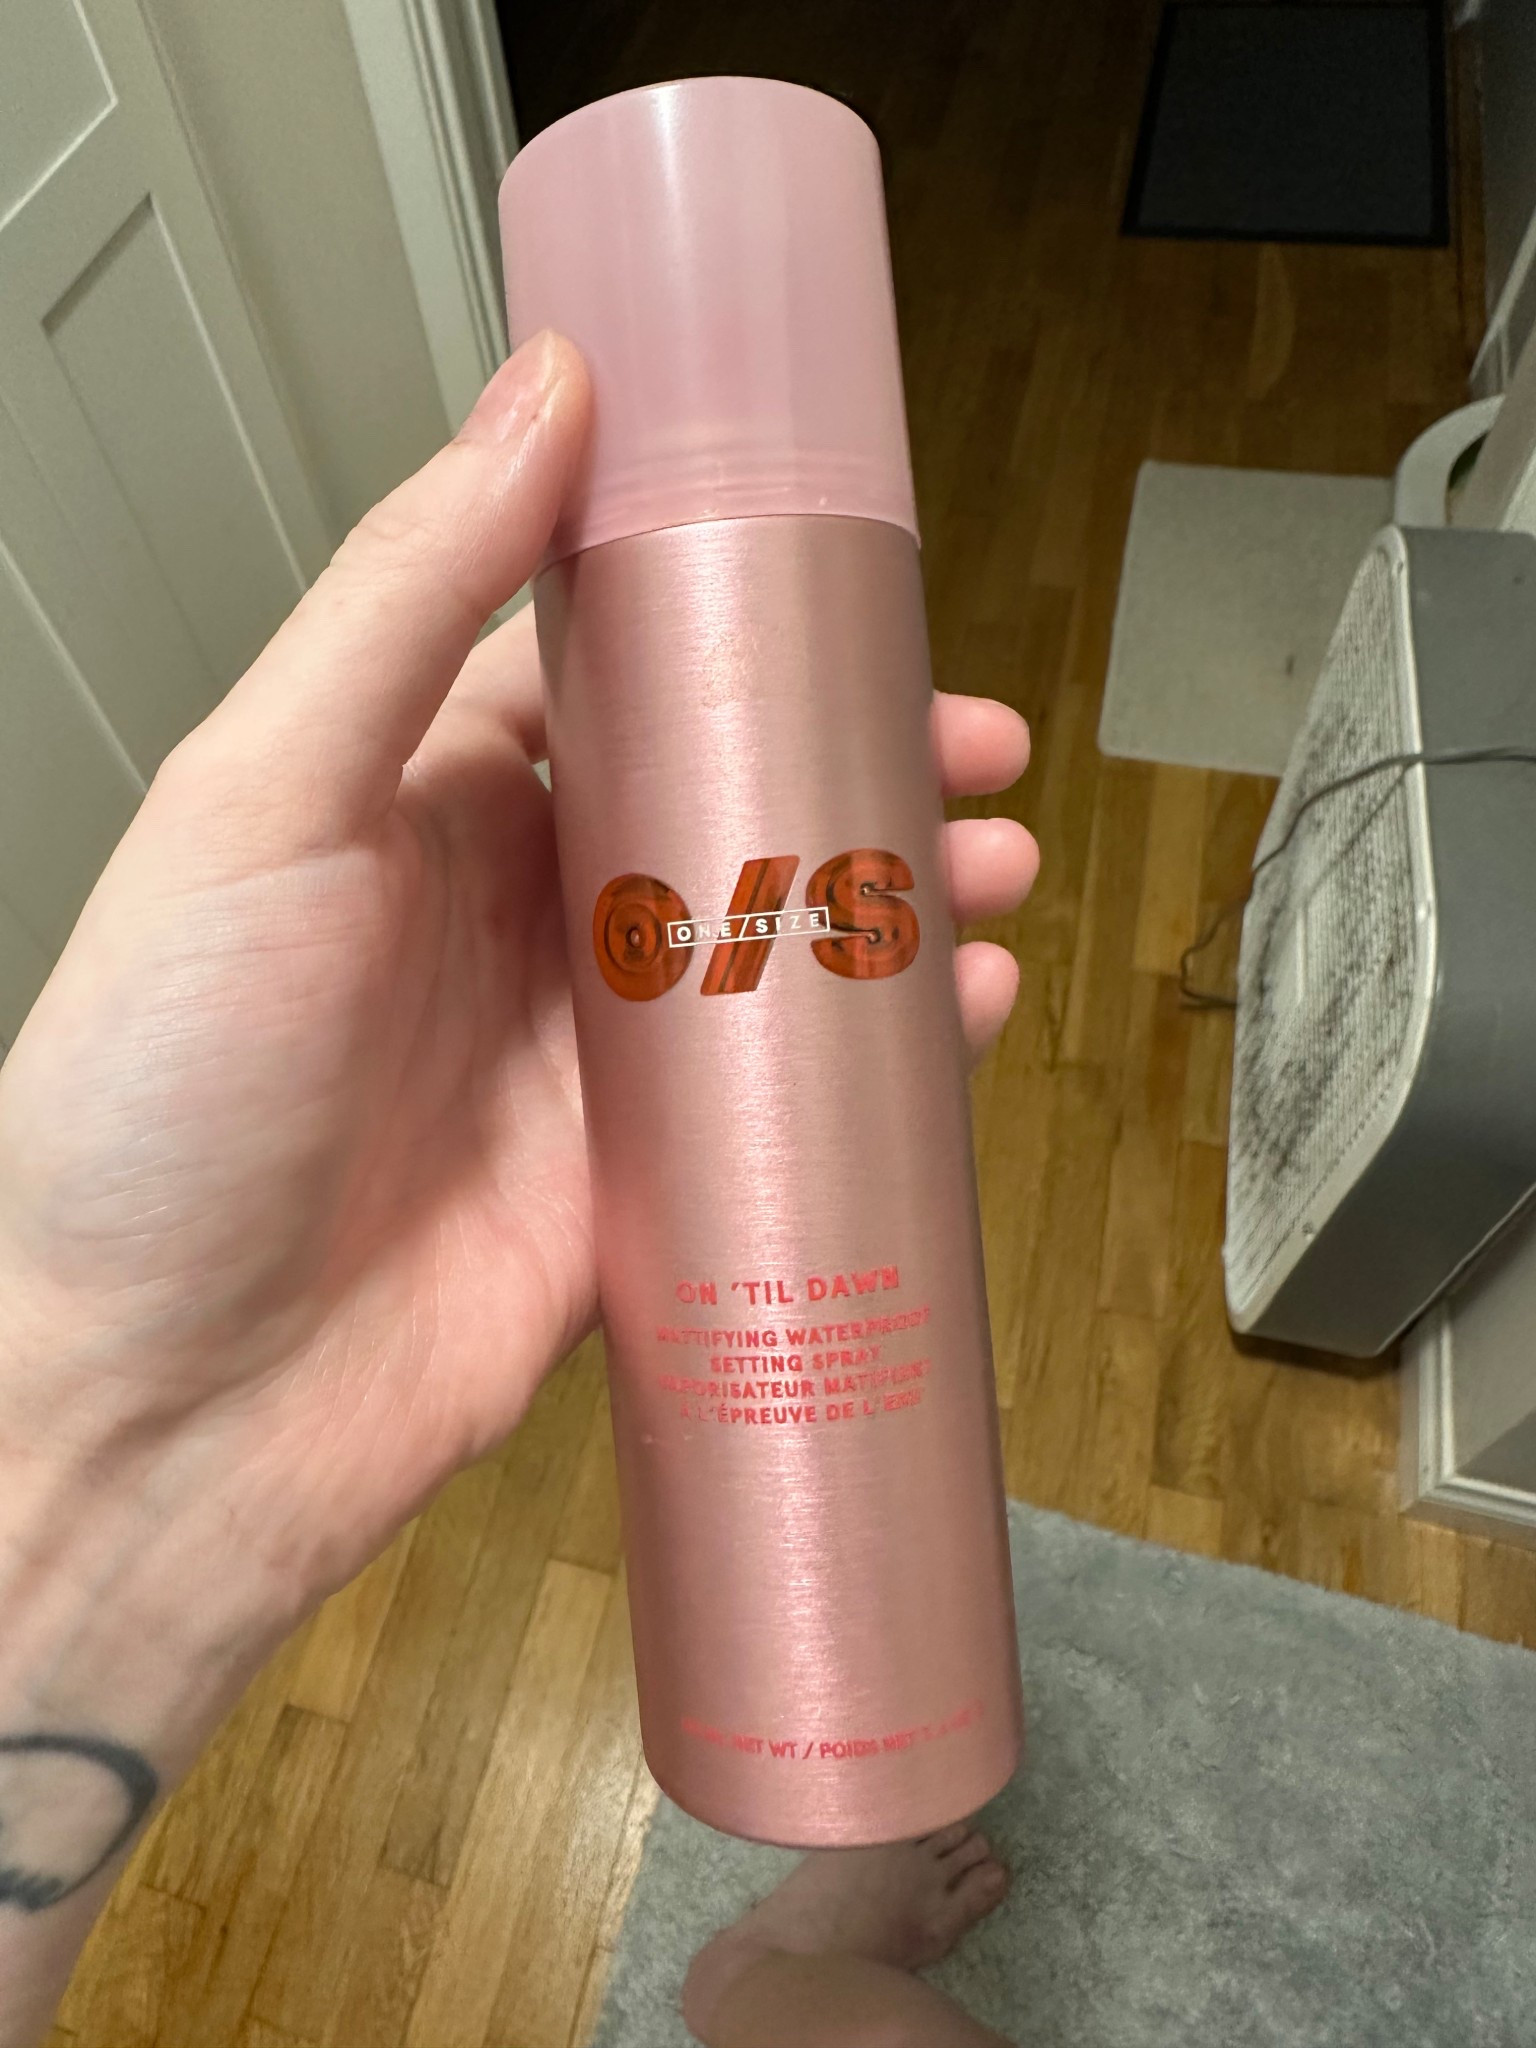 O/S
ONE/SIZE
ON 'TIL DAWN
MATTIFYING WATERPROOF
SETTING SPRAY
VAPORISATEUR MATIFIANT
À L'ÉPREUVE DE L'EAU
NET WT / POIDS NET